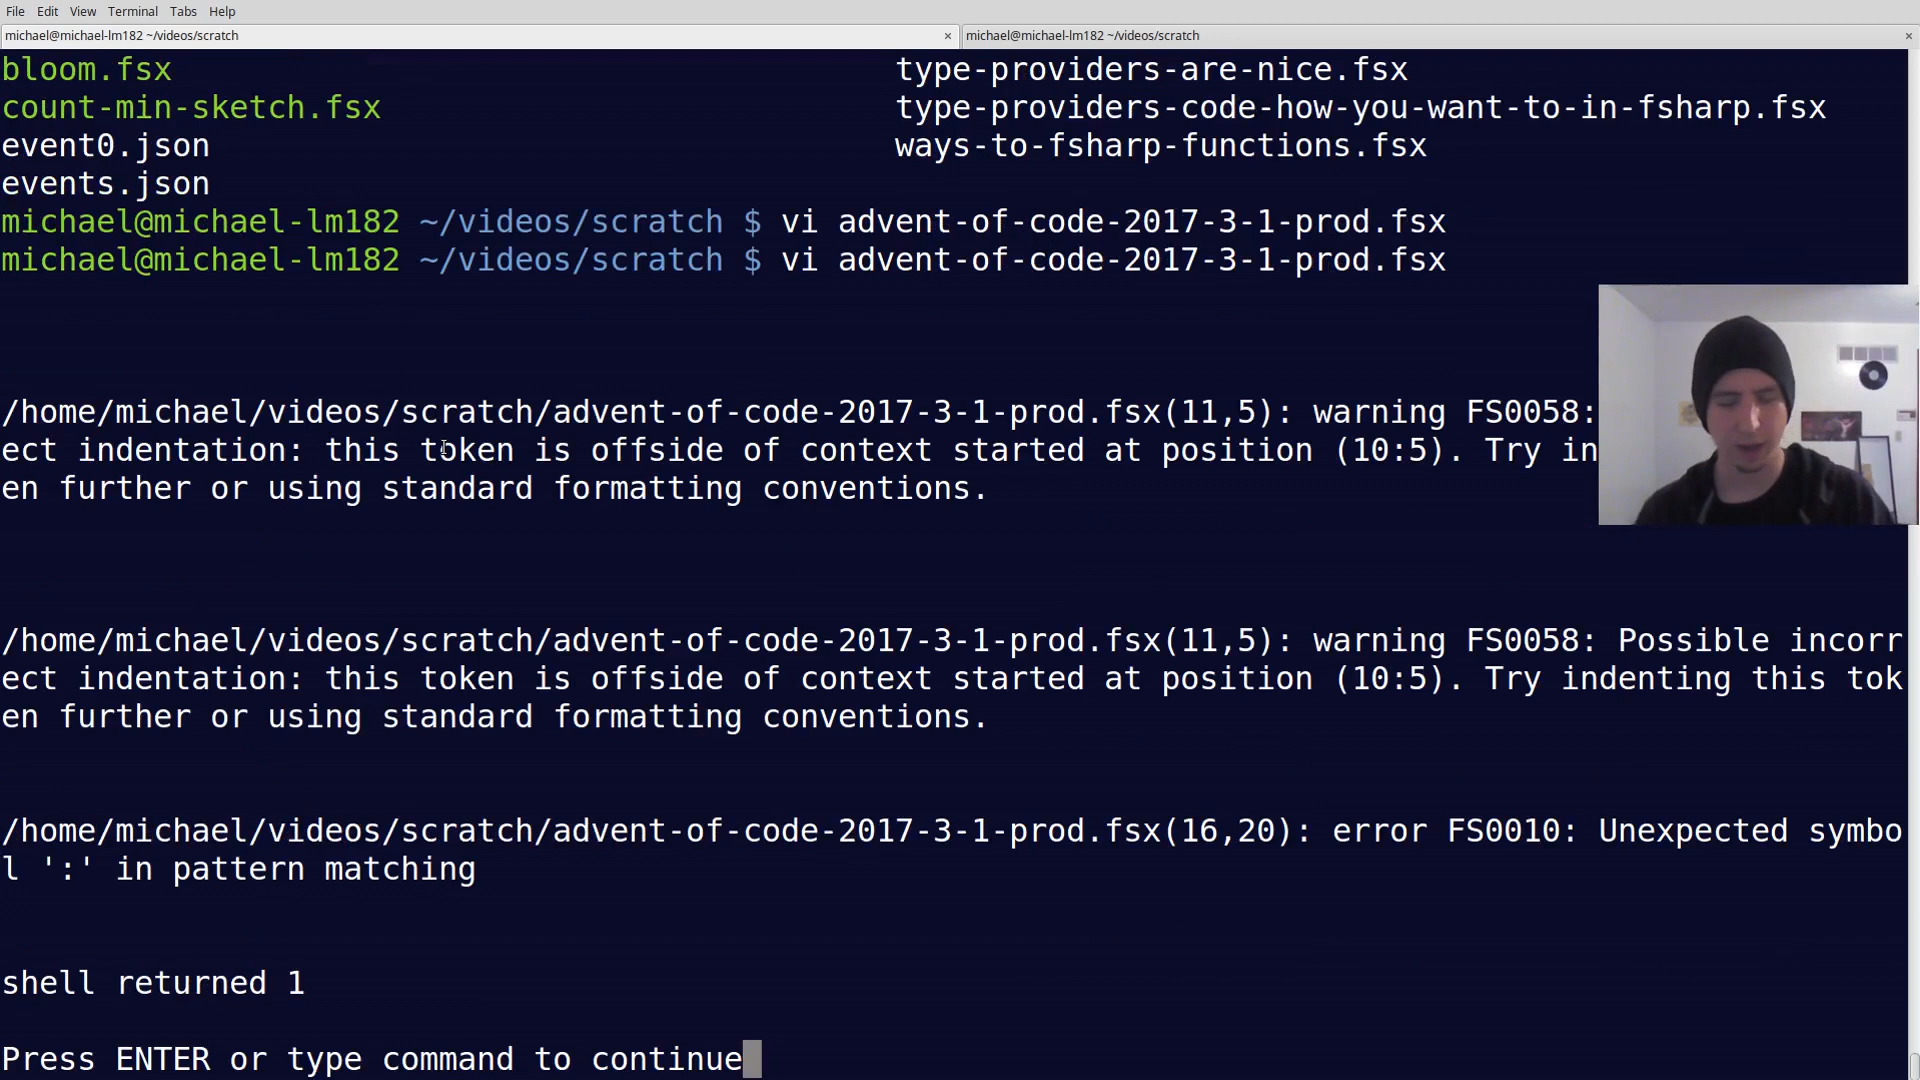 File Edit View Terminal Tabs Help
michael@michael-lm182 ~/videos/scratch × michael@michael-lm182 ~/videos/scratch ×
bloom.fsx type-providers-are-nice.fsx
count-min-sketch.fsx type-providers-code-how-you-want-to-in-fsharp.fsx
event0.json ways-to-fsharp-functions.fsx
events.json
michael@michael-lm182 ~/videos/scratch $ vi advent-of-code-2017-3-1-prod.fsx
michael@michael-lm182 ~/videos/scratch $ vi advent-of-code-2017-3-1-prod.fsx
/home/michael/videos/scratch/advent-of-code-2017-3-1-prod.fsx(11,5): warning FS0058:
ect indentation: this token is offside of context started at position (10:5). Try in
en further or using standard formatting conventions.
/home/michael/videos/scratch/advent-of-code-2017-3-1-prod.fsx(11,5): warning FS0058: Possible incorr
ect indentation: this token is offside of context started at position (10:5). Try indenting this tok
en further or using standard formatting conventions.
/home/michael/videos/scratch/advent-of-code-2017-3-1-prod.fsx(16,20): error FS0010: Unexpected symbo
l ':' in pattern matching
shell returned 1
Press ENTER or type command to continue